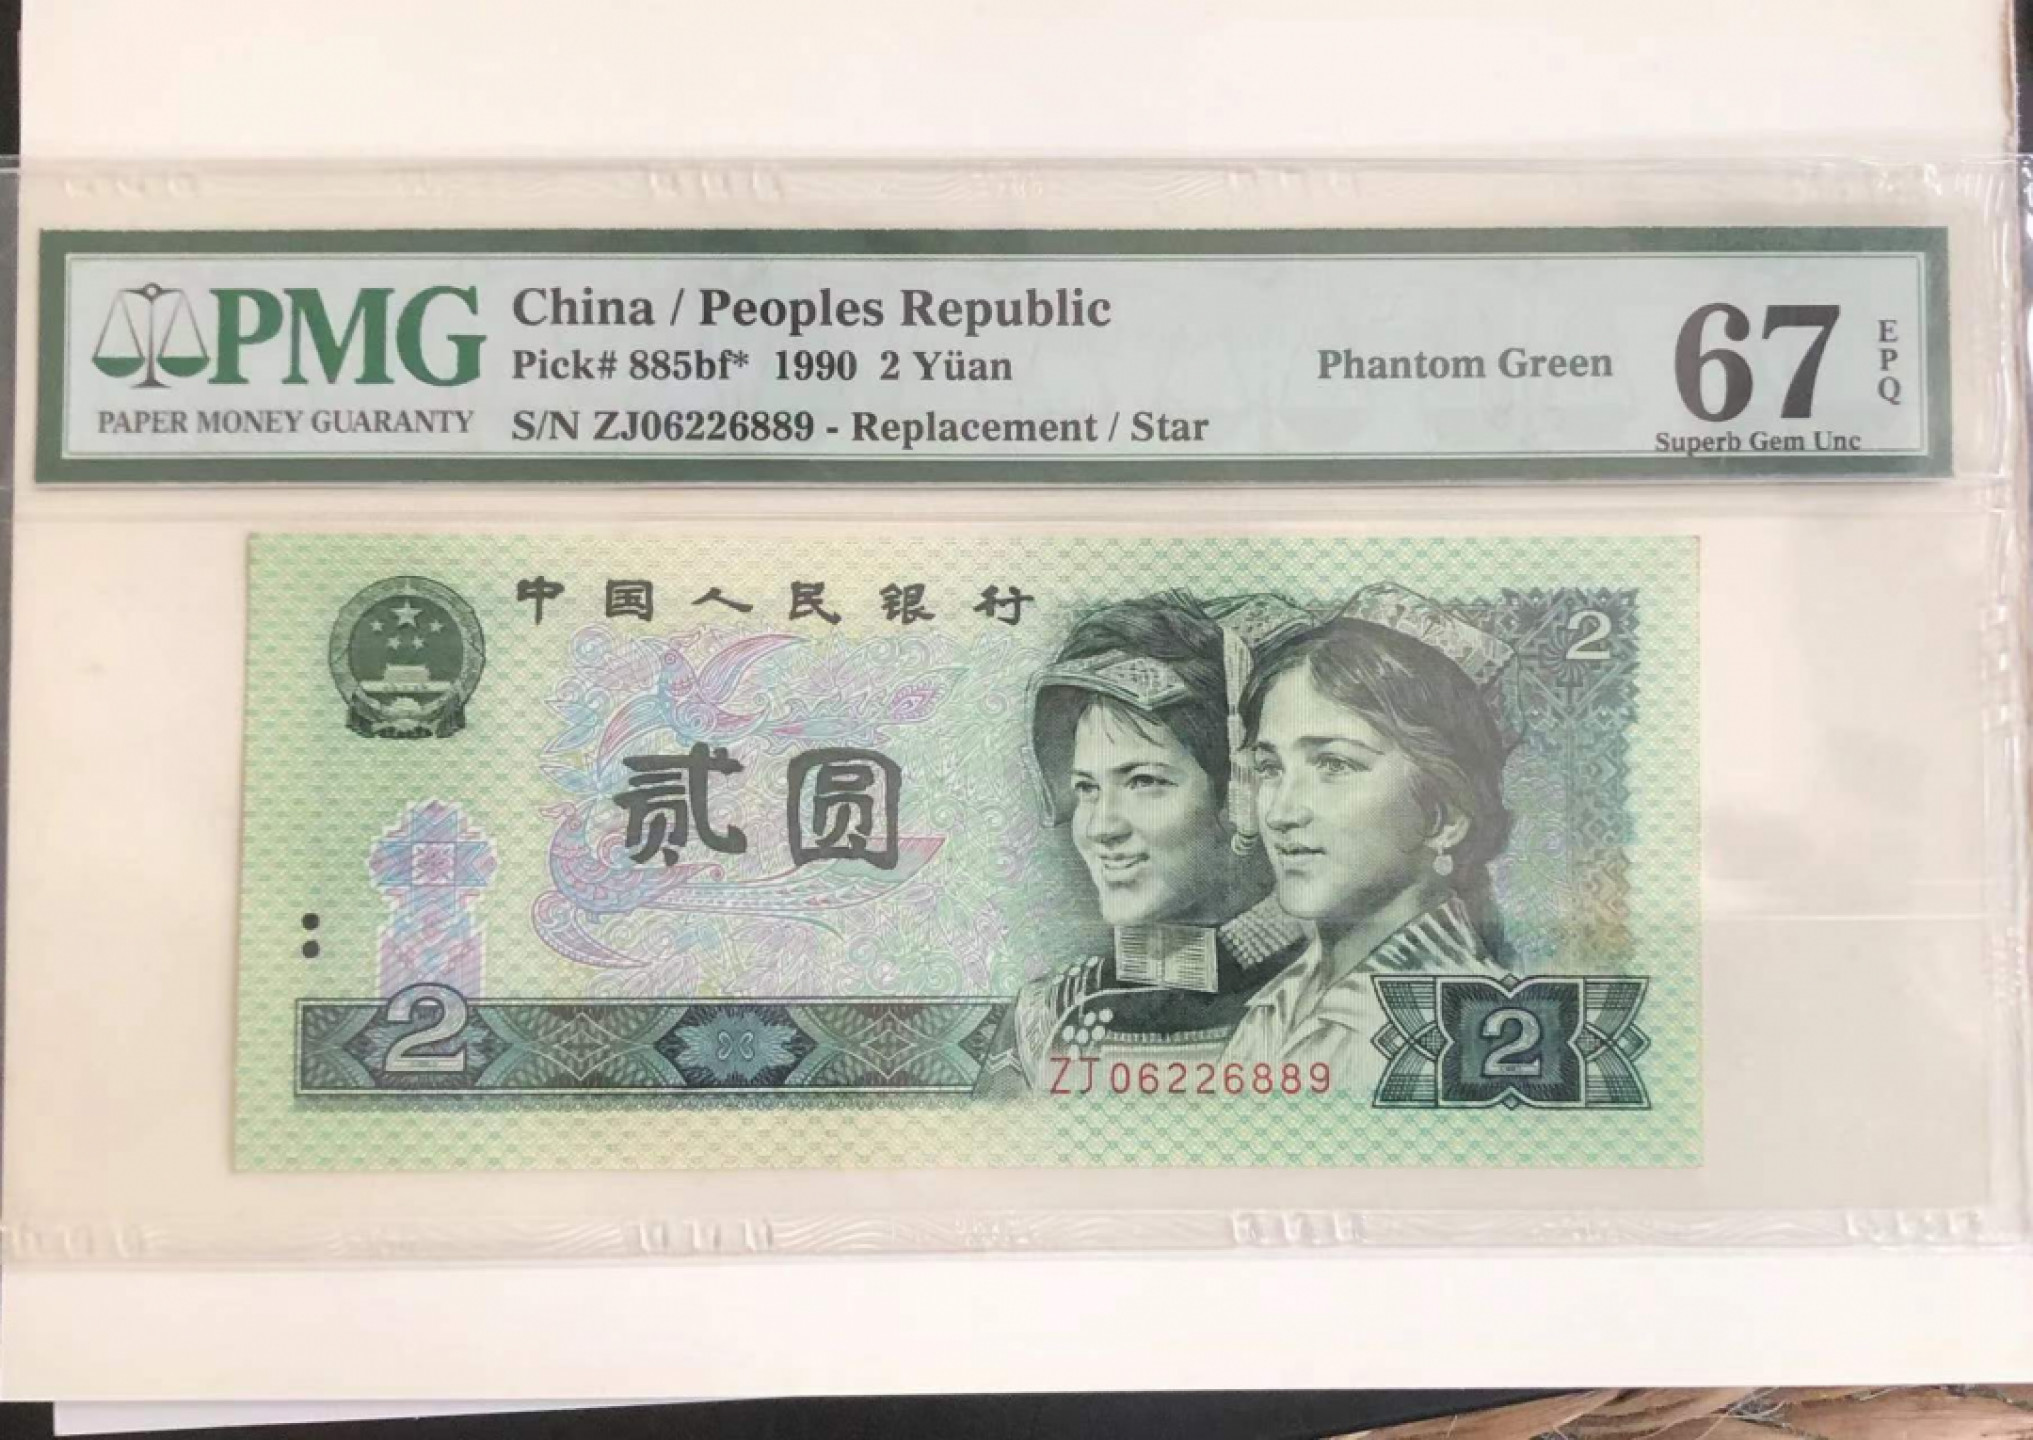 PMG
PAPER MONEY GUARANTY
China / Peoples Republic
Pick# 885bf* 1990 2 Yüan
S/N ZJ06226889 - Replacement / Star
Phantom Green
67
EPQ
Superb Gem Unc
中国人民银行
2
贰圆
2
ZJ06226889
2